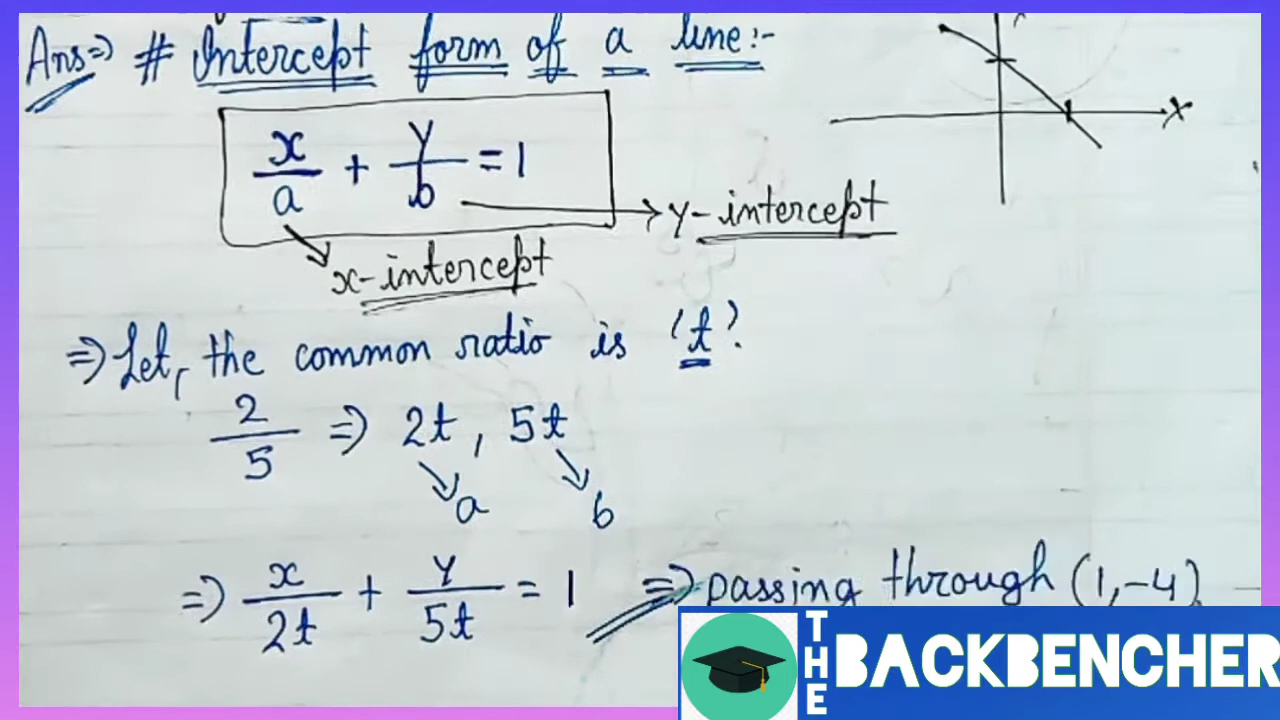 Ans⇒ # Intercept form of a line:-
x
x/a + y/b = 1
y-intercept
x-intercept
⇒ Let, the common ratio is 't'
2/5 ⇒ 2t, 5t
a b
⇒ x/2t + y/5t = 1 ⇒ passing through (1,-4)
THE BACKBENCHER